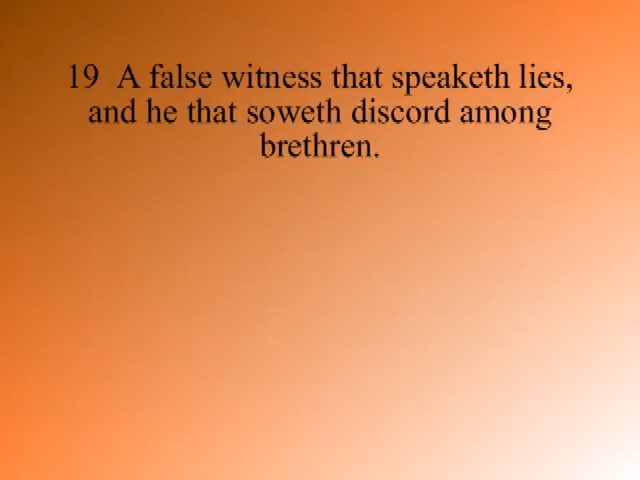 19  A false witness that speaketh lies,
and he that soweth discord among
brethren.